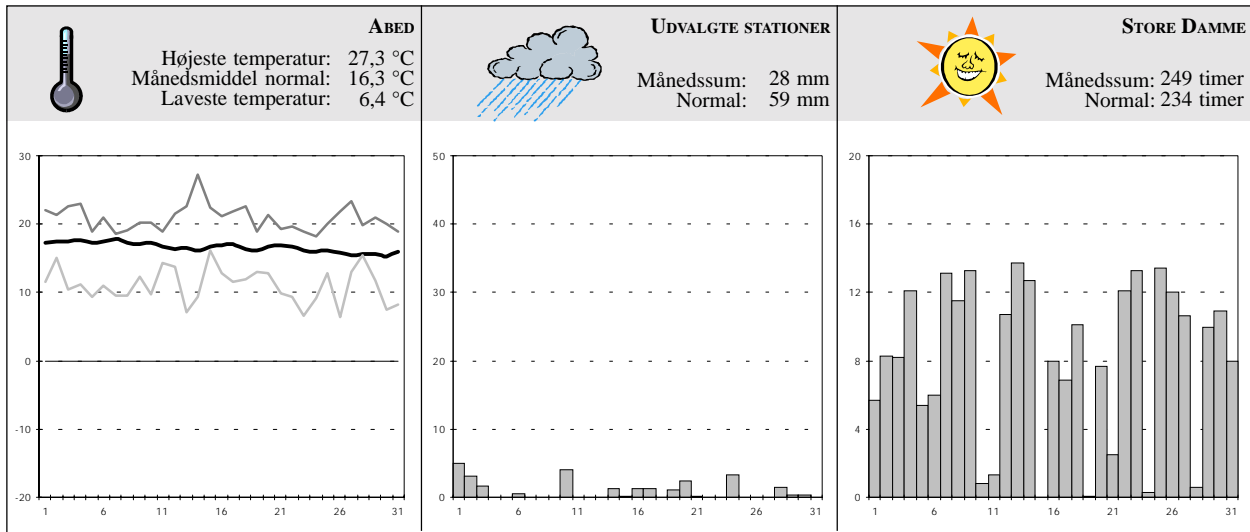 ABED
Højeste temperatur: 27,3 °C
Månedsmiddel normal: 16,3 °C
Laveste temperatur: 6,4 °C
UDVALGTE STATIONER
Månedssum: 28 mm
Normal: 59 mm
STORE DAMME
Månedssum: 249 timer
Normal: 234 timer
30
20
10
0
-10
-20
1 6 11 16 21 26 31
50
40
30
20
10
0
1 6 11 16 21 26 31
20
16
12
8
4
0
1 6 11 16 21 26 31